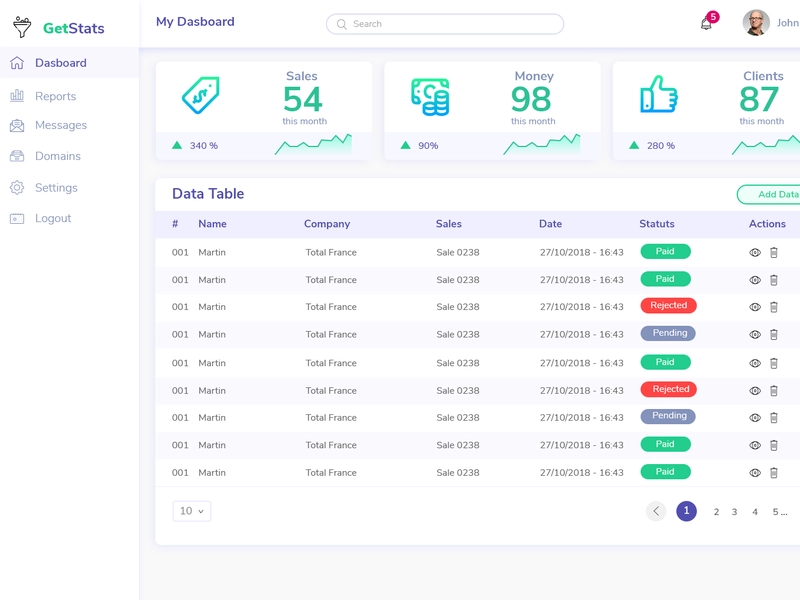 GetStats
My Dasboard
Search
5
John
Dasboard
Reports
Messages
Domains
Settings
Logout
Sales
54
this month
340 %
Money
98
this month
90%
Clients
87
this month
280 %
Data Table
Add Data
# Name Company Sales Date Statuts Actions
001 Martin Total France Sale 0238 27/10/2018 - 16:43 Paid
001 Martin Total France Sale 0238 27/10/2018 - 16:43 Paid
001 Martin Total France Sale 0238 27/10/2018 - 16:43 Rejected
001 Martin Total France Sale 0238 27/10/2018 - 16:43 Pending
001 Martin Total France Sale 0238 27/10/2018 - 16:43 Paid
001 Martin Total France Sale 0238 27/10/2018 - 16:43 Rejected
001 Martin Total France Sale 0238 27/10/2018 - 16:43 Pending
001 Martin Total France Sale 0238 27/10/2018 - 16:43 Paid
001 Martin Total France Sale 0238 27/10/2018 - 16:43 Paid
10
1 2 3 4 5 ...